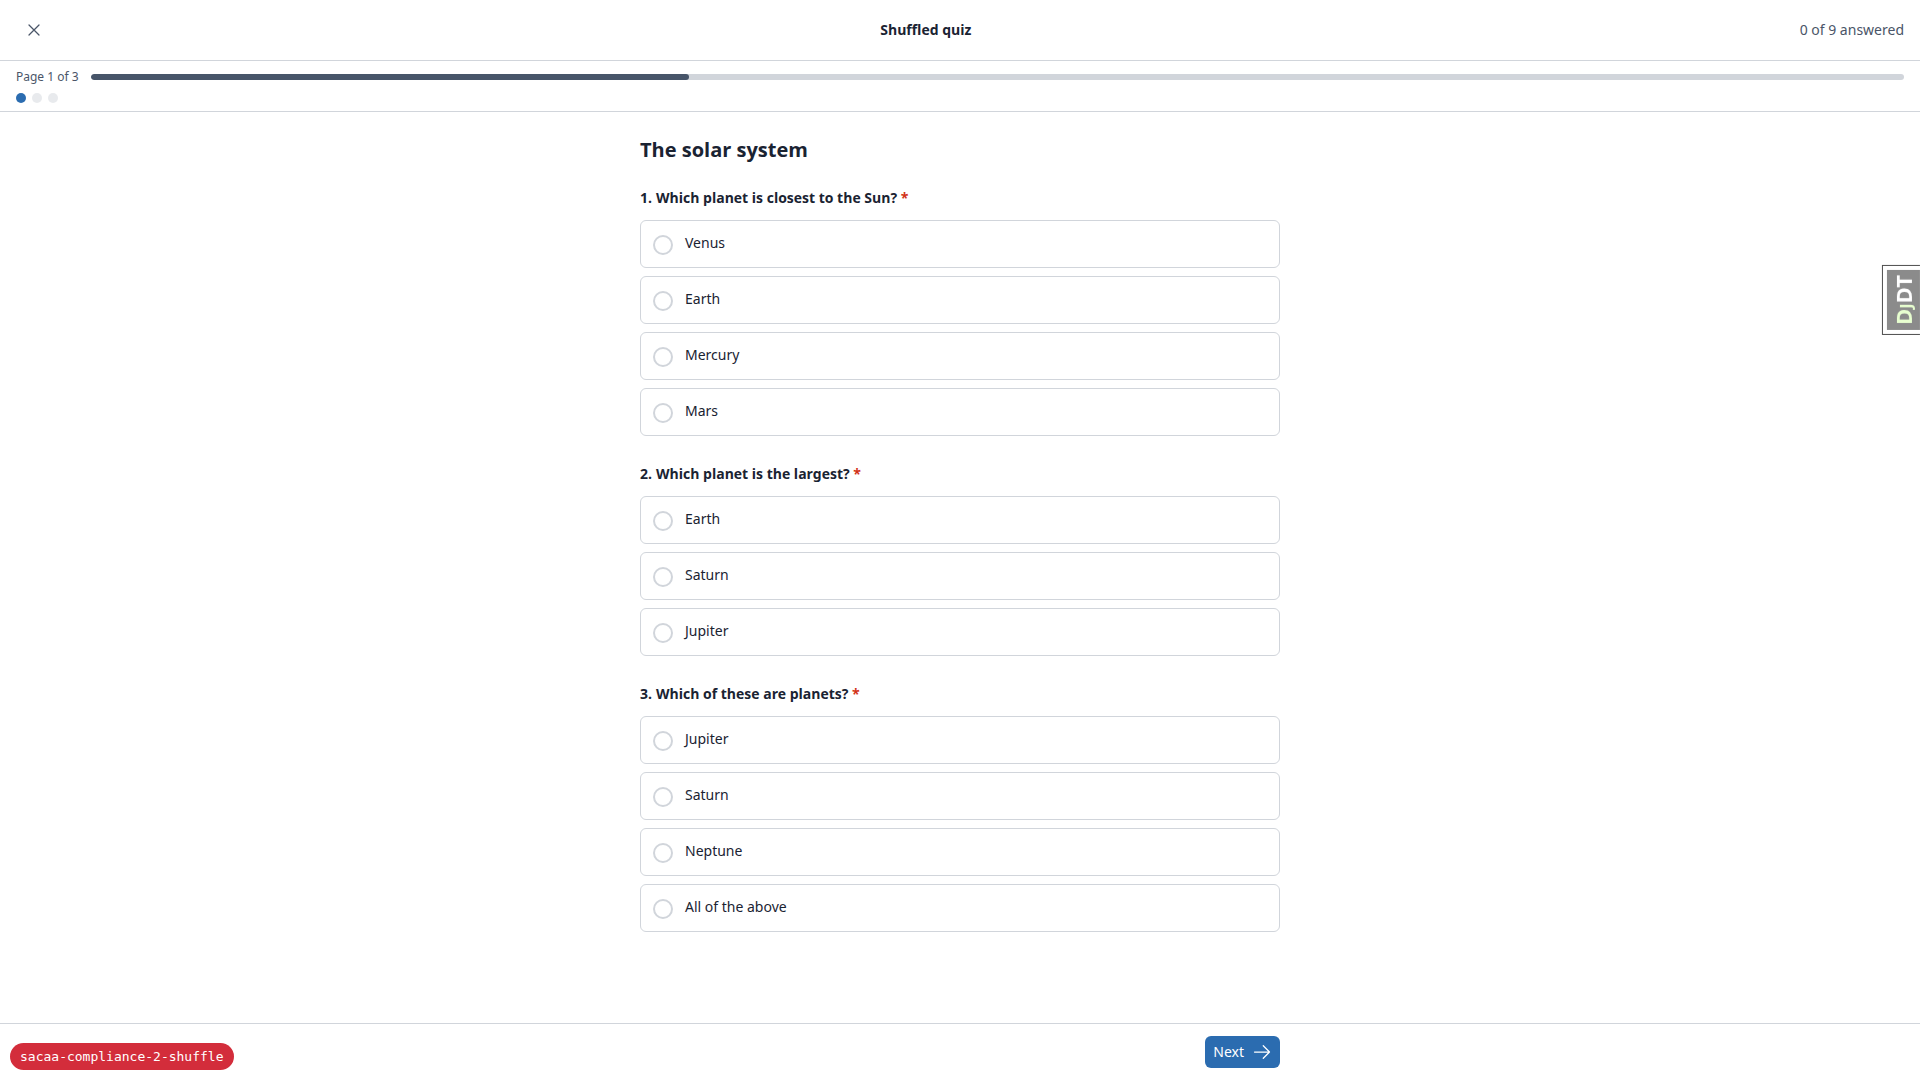 Shuffled quiz
0 of 9 answered
Page 1 of 3
The solar system
1. Which planet is closest to the Sun? *
Venus
Earth
Mercury
Mars
2. Which planet is the largest? *
Earth
Saturn
Jupiter
3. Which of these are planets? *
Jupiter
Saturn
Neptune
All of the above
DJDT
sacaa-compliance-2-shuffle
Next